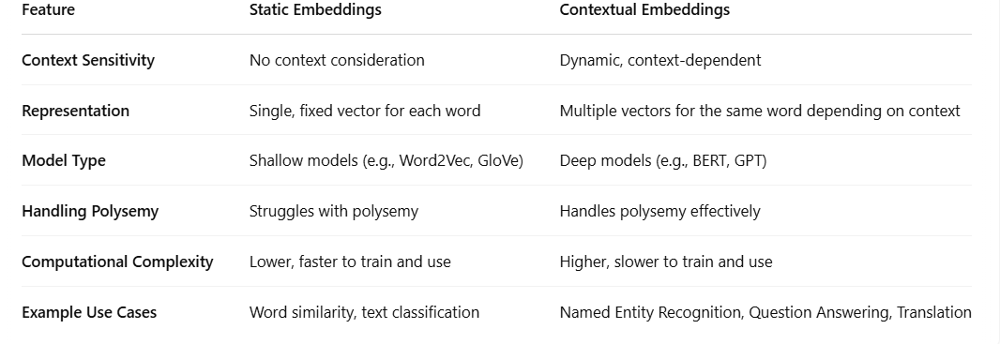 Feature Static Embeddings Contextual Embeddings
Context Sensitivity No context consideration Dynamic, context-dependent
Representation Single, fixed vector for each word Multiple vectors for the same word depending on context
Model Type Shallow models (e.g., Word2Vec, GloVe) Deep models (e.g., BERT, GPT)
Handling Polysemy Struggles with polysemy Handles polysemy effectively
Computational Complexity Lower, faster to train and use Higher, slower to train and use
Example Use Cases Word similarity, text classification Named Entity Recognition, Question Answering, Translation